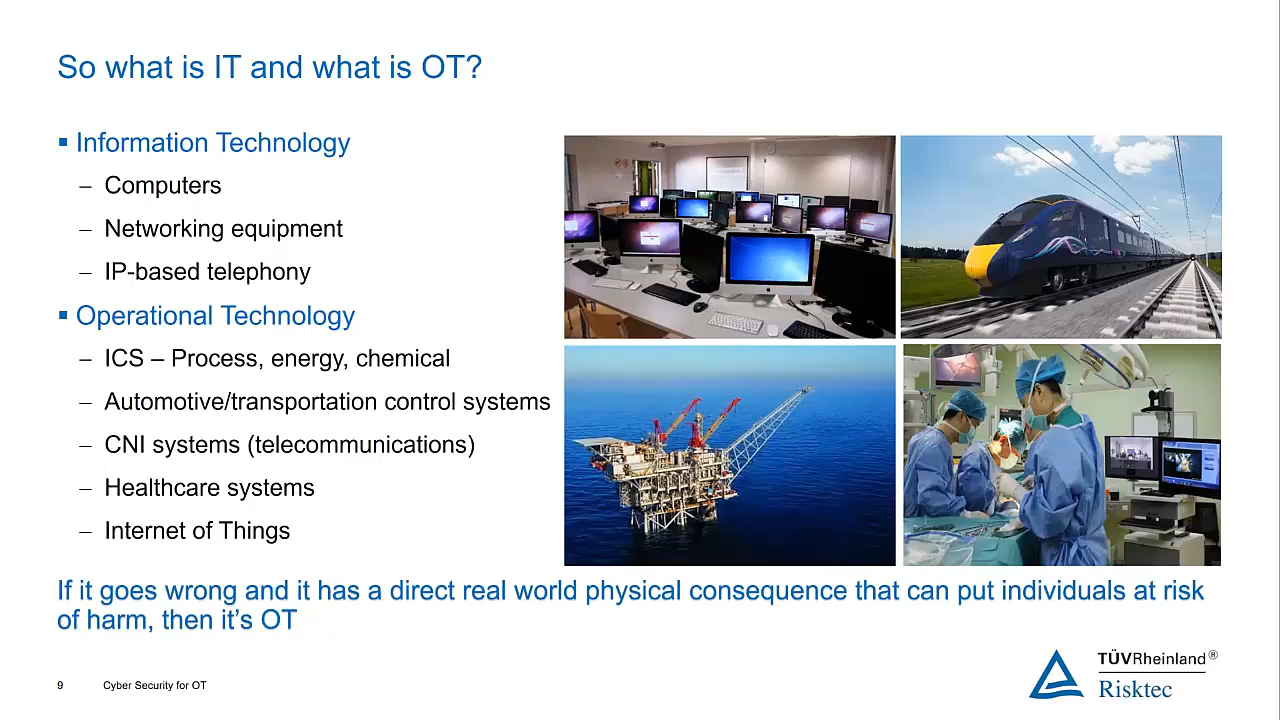 So what is IT and what is OT?
▪ Information Technology
– Computers
– Networking equipment
– IP-based telephony
▪ Operational Technology
– ICS – Process, energy, chemical
– Automotive/transportation control systems
– CNI systems (telecommunications)
– Healthcare systems
– Internet of Things
If it goes wrong and it has a direct real world physical consequence that can put individuals at risk
of harm, then it’s OT
9 Cyber Security for OT
TÜVRheinland®
Risktec